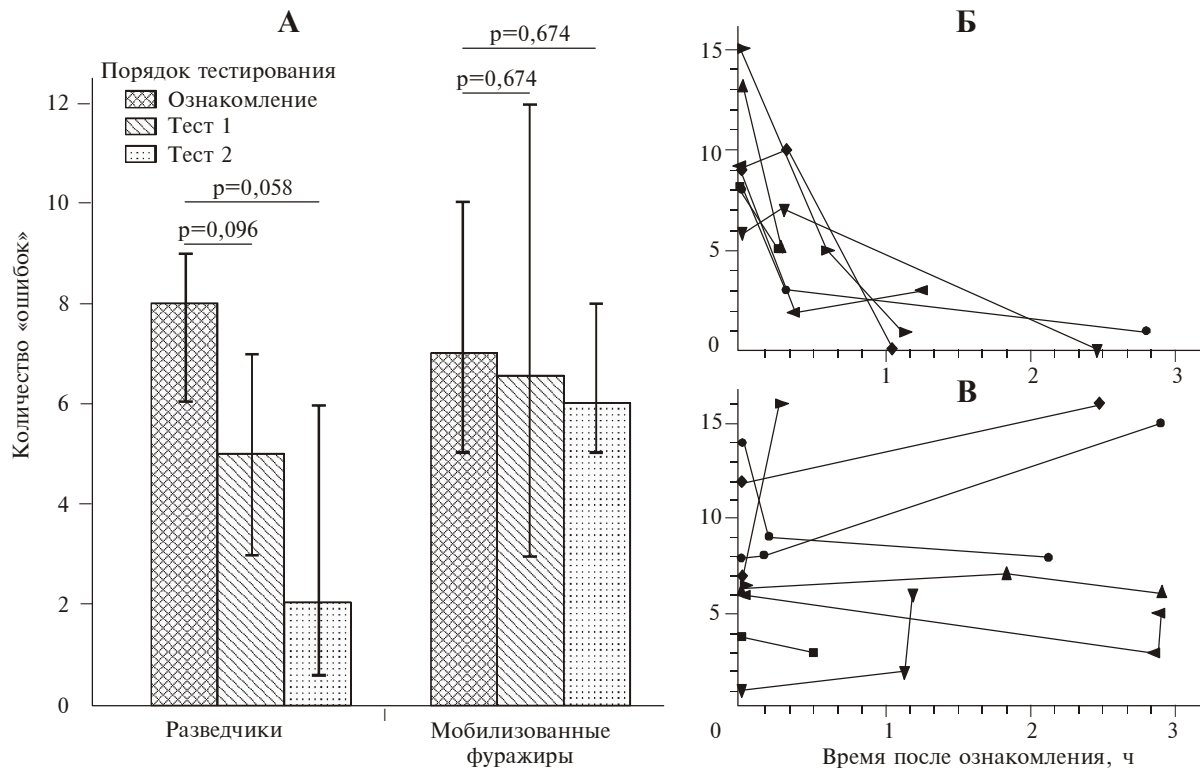 А
p=0,674
p=0,674
Порядок тестирования
Ознакомление
Тест 1
Тест 2
p=0,058
p=0,096
Количество «ошибок»
12
10
8
6
4
2
0
Разведчики
Мобилизованные
фуражиры
Б
15
10
5
0
1
2
3
В
15
10
5
0
1
2
3
Время после ознакомления, ч